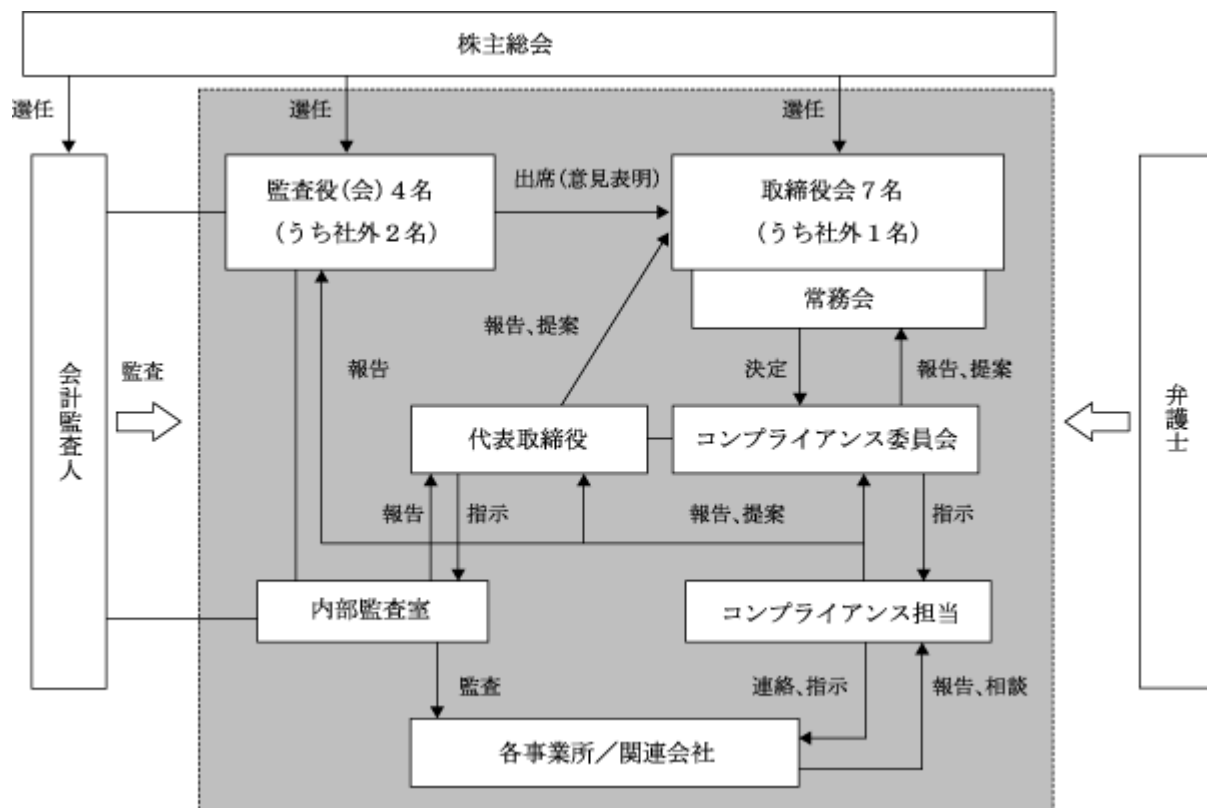 株主総会
選任
選任
選任
監査役(会)4名
(うち社外2名)
出席(意見表明)
取締役会7名
(うち社外1名)
常務会
報告、提案
報告
決定
報告、提案
会計監査人
監査
弁護士
代表取締役
コンプライアンス委員会
報告
指示
報告、提案
指示
内部監査室
コンプライアンス担当
監査
連絡、指示
報告、相談
各事業所/関連会社